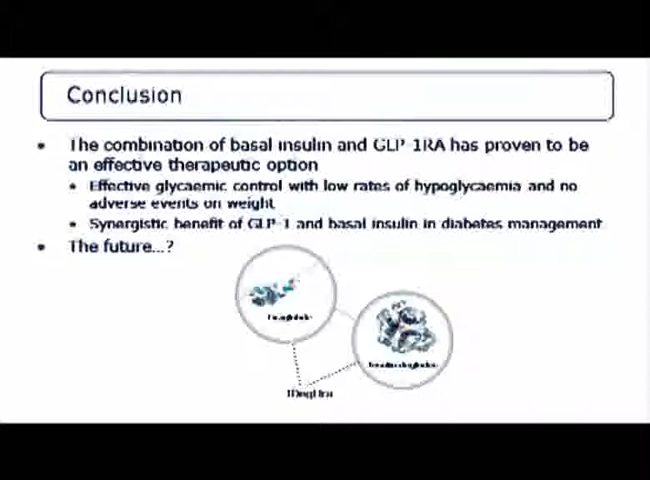 Conclusion
• The combination of basal insulin and GLP-1RA has proven to be
an effective therapeutic option
• Effective glycaemic control with low rates of hypoglycaemia and no
adverse events on weight
• Synergistic benefit of GLP-1 and basal insulin in diabetes management
• The future...?